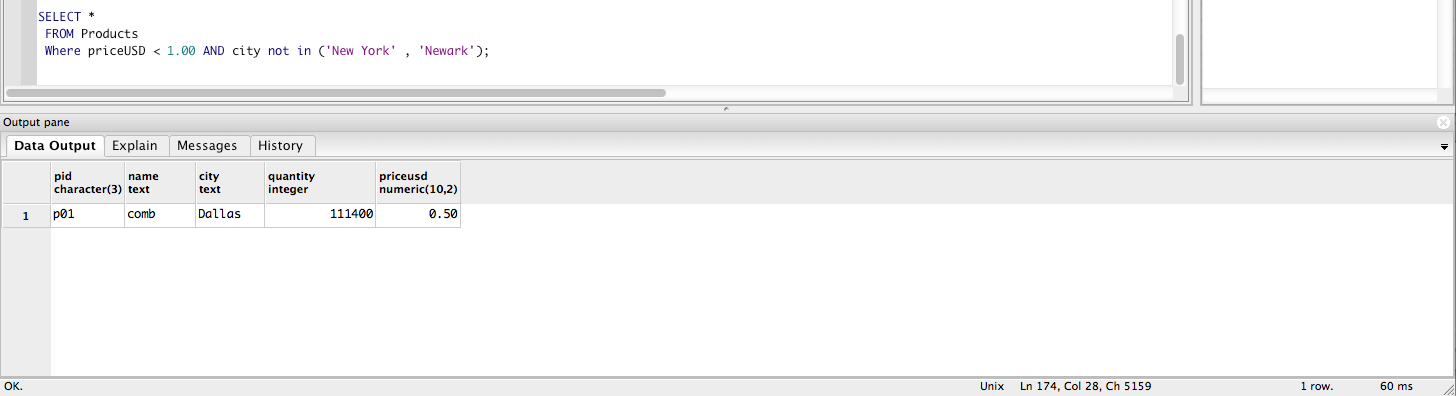 SELECT *
FROM Products
Where priceUSD < 1.00 AND city not in ('New York' , 'Newark');
Output pane
Data Output Explain Messages History
pid name city quantity priceusd
character(3) text text integer numeric(10,2)
1 p01 comb Dallas 111400 0.50
OK. Unix Ln 174, Col 28, Ch 5159 1 row. 60 ms